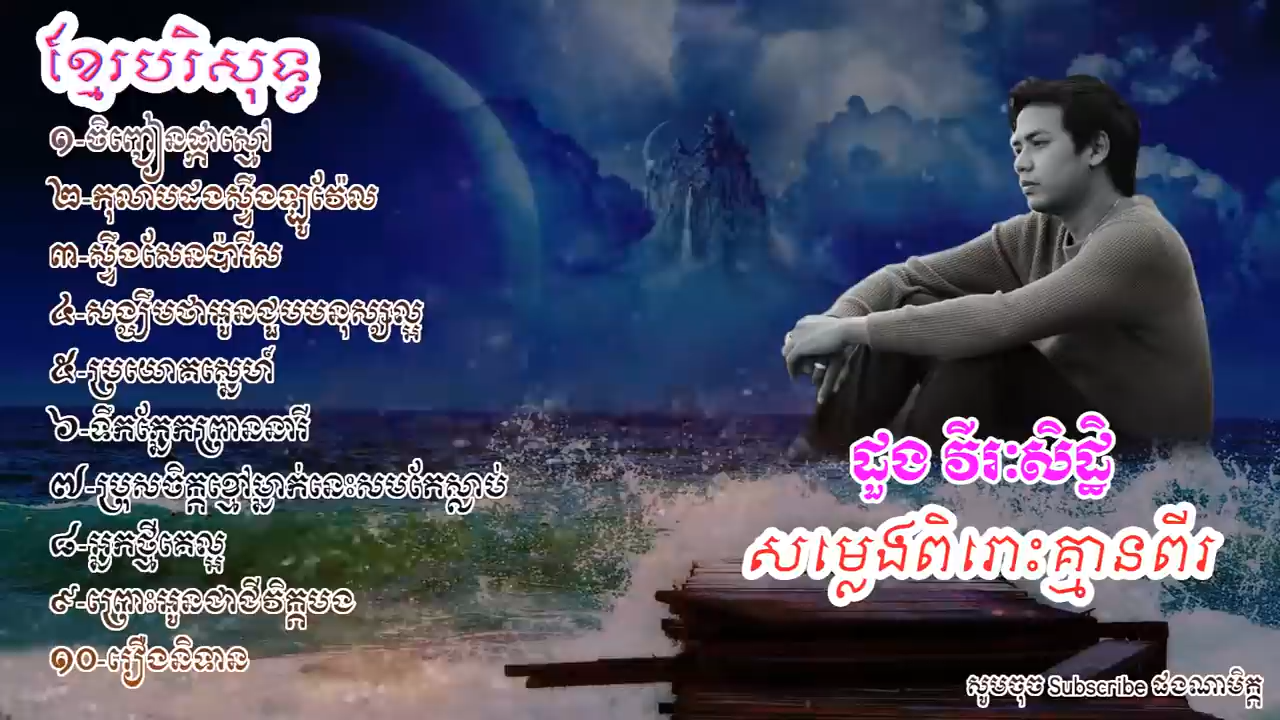 ខ្មែរបរិសុទ្ធ
១-ចិញ្ចៀនផ្កាស្មៅ
២-កុលាបដងស្ទឹងឡូវ៉ែល
៣-ស្ទឹងសែនប៉ារីស
៤-សង្ឃឹមថាអូនជួបមនុស្សល្អ
៥-ប្រយោគស្នេហ៍
៦-ទឹកភ្នែកព្រាននារី
៧-ប្រុសចិត្តខ្មៅម្នាក់នេះសមកែស្លាប់
៨-អ្នកថ្មីគេល្អ
៩-ព្រោះអូនជាជីវិត្តបង
១០-រឿងនិទាន
ដួង វីរៈសិដ្ឋិ
សម្លេងពិរោះគ្មានពីរ
សូមចុច Subscribe ផងណាមិត្ត